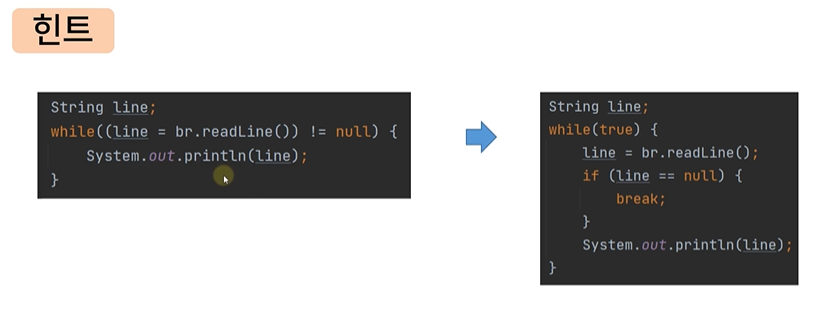 힌트
String line;
while((line = br.readLine()) != null) {
    System.out.println(line);
}
String line;
while(true) {
    line = br.readLine();
    if (line == null) {
        break;
    }
    System.out.println(line);
}